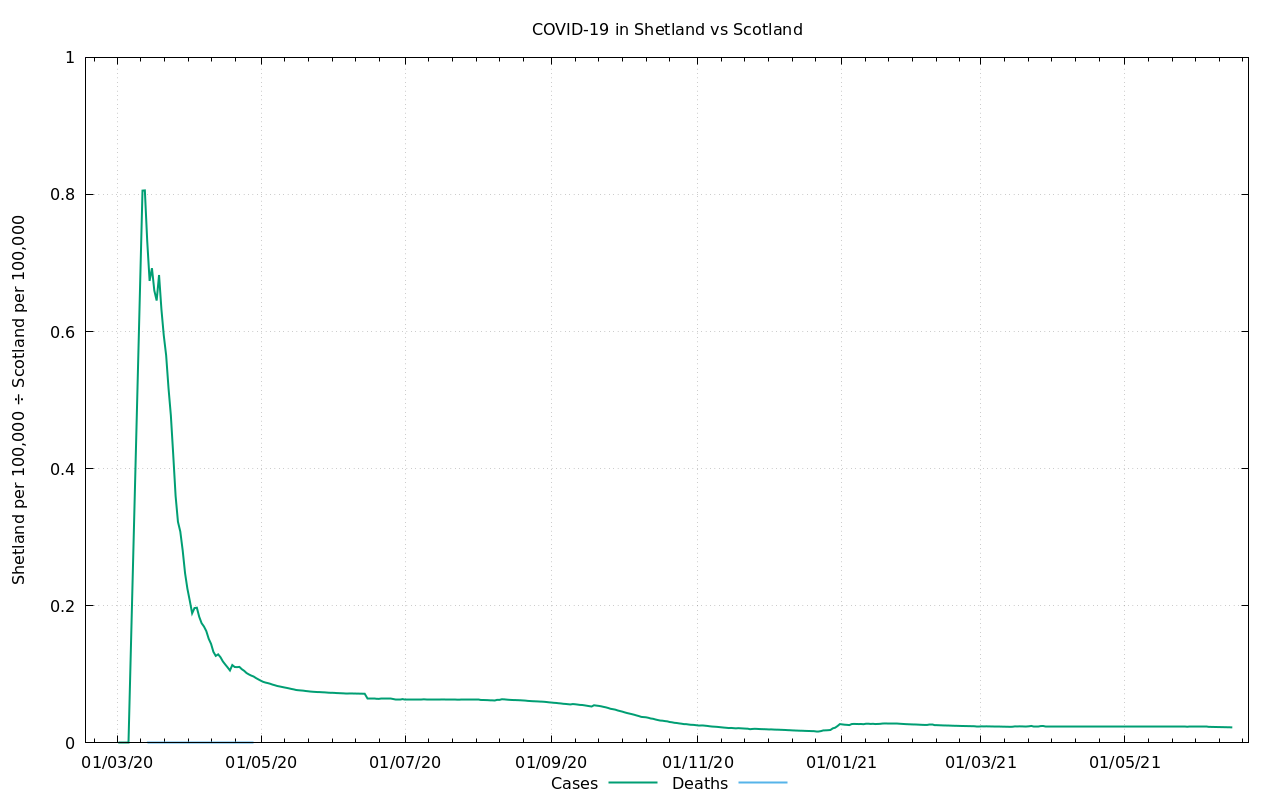 COVID-19 in Shetland vs Scotland
Shetland per 100,000 ÷ Scotland per 100,000
1
0.8
0.6
0.4
0.2
0
01/03/20 01/05/20 01/07/20 01/09/20 01/11/20 01/01/21 01/03/21 01/05/21
Cases Deaths